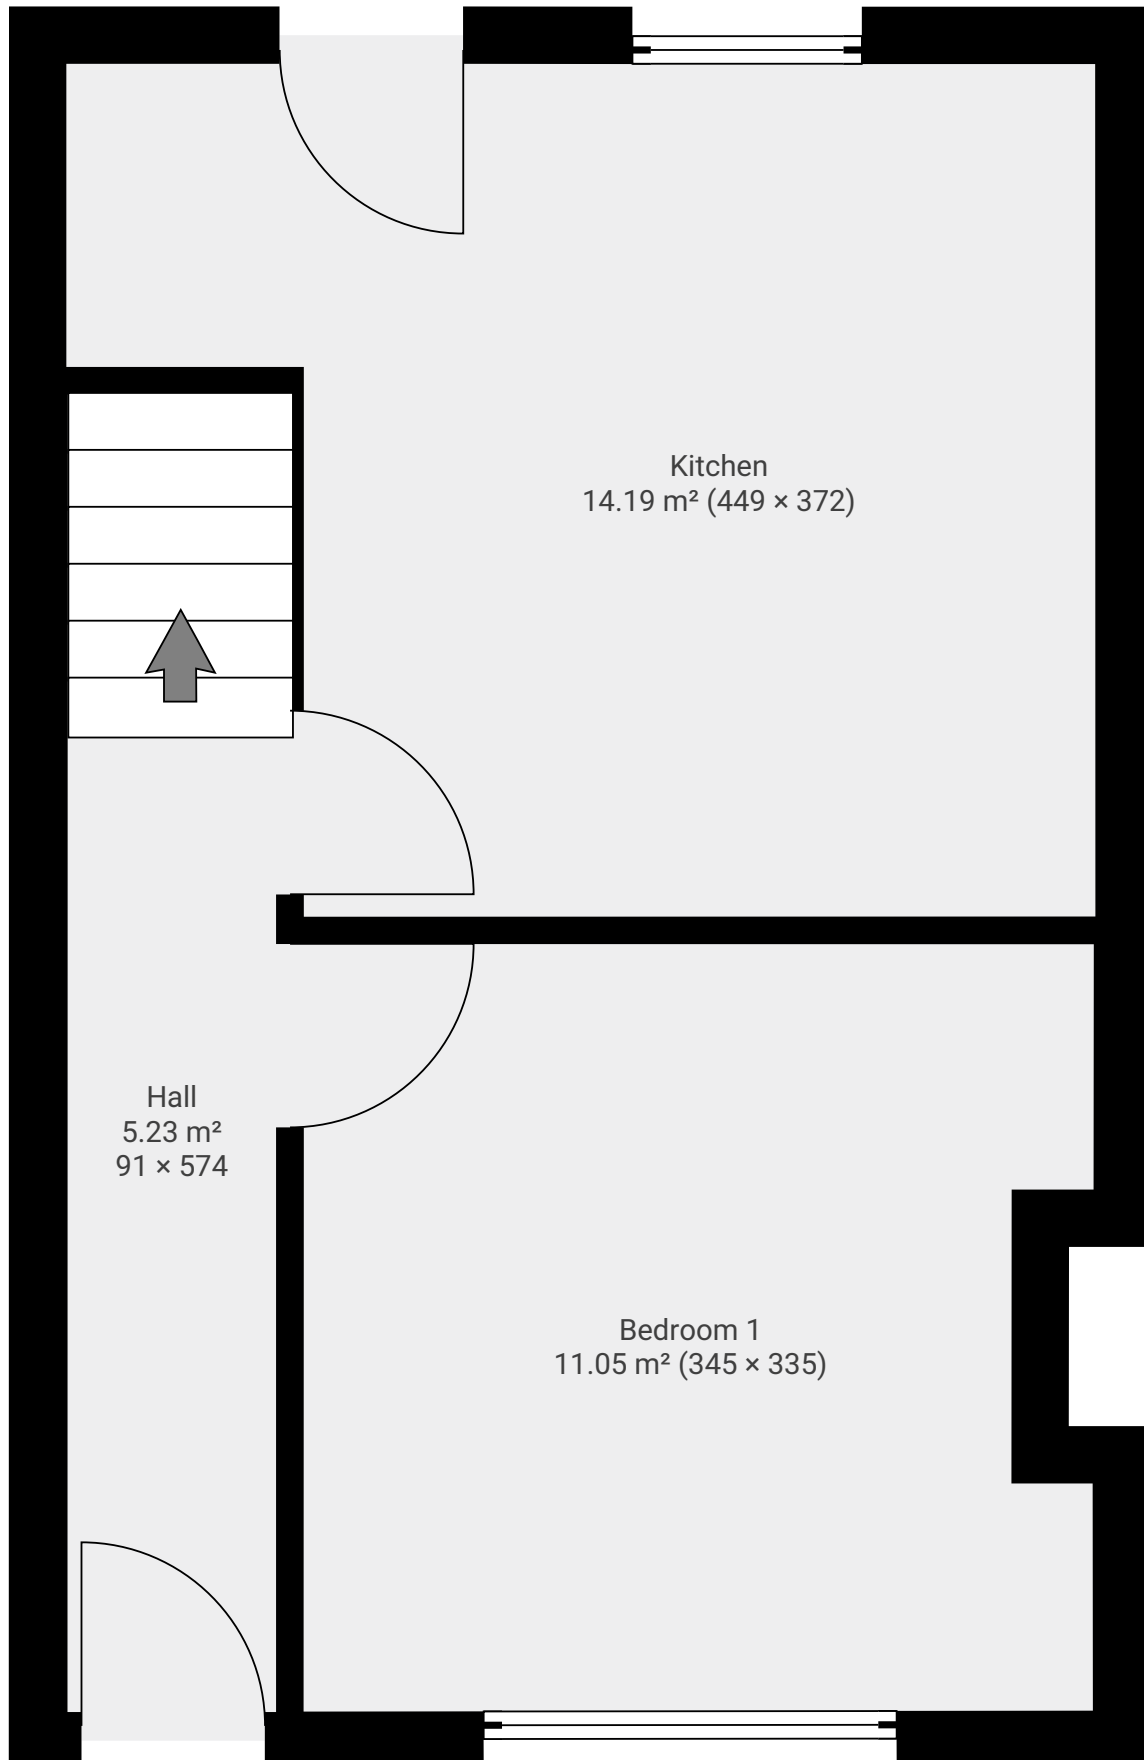 Kitchen
14.19 m² (449 × 372)
Hall
5.23 m²
91 × 574
Bedroom 1
11.05 m² (345 × 335)